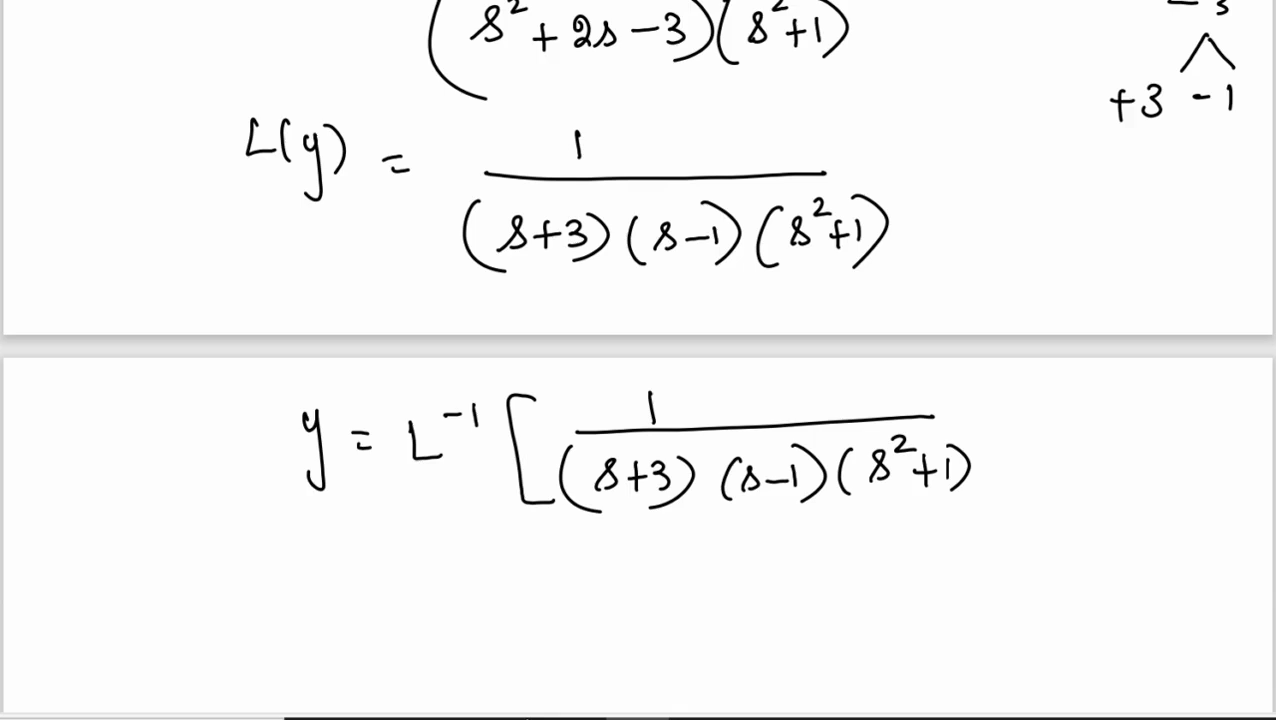 (s² + 2s − 3)(s² + 1)
− 3
+3 −1
L(y) = 1 / (s+3)(s−1)(s²+1)
y = L⁻¹ [ 1 / (s+3)(s−1)(s²+1)